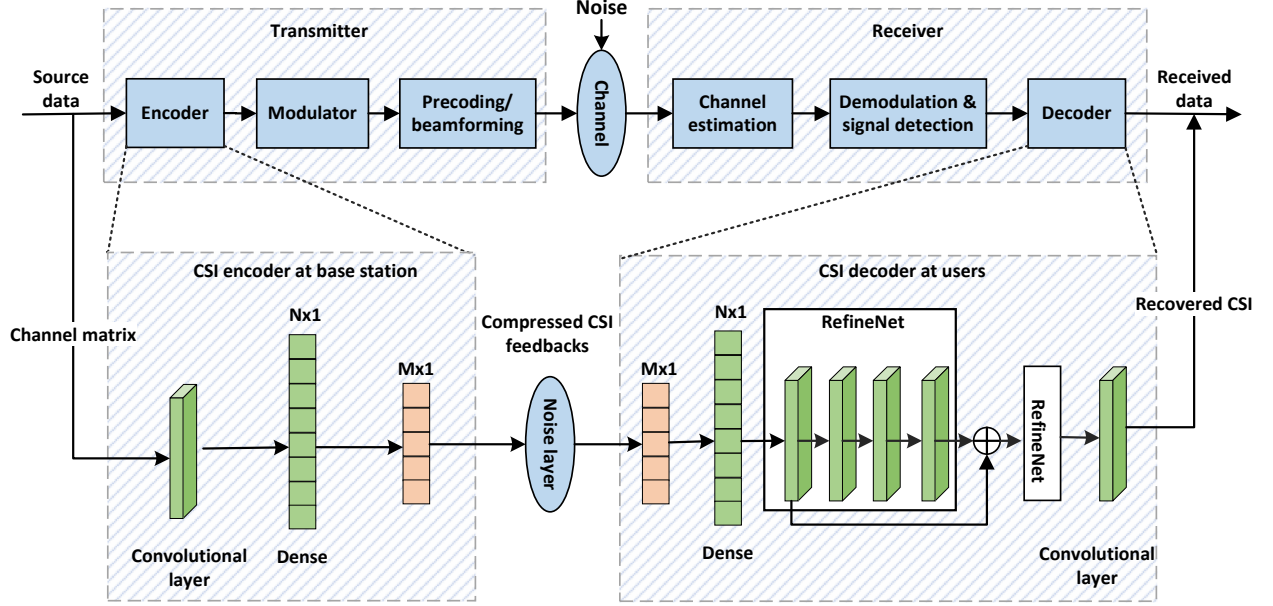 Noise
Transmitter
Receiver
Source
data
Encoder
Modulator
Precoding/
beamforming
Channel
Channel
estimation
Demodulation &
signal detection
Decoder
Received
data
CSI encoder at base station
CSI decoder at users
Channel matrix
Nx1
Mx1
Compressed CSI
feedbacks
Noise layer
Mx1
Nx1
RefineNet
RefineNet
Recovered CSI
Convolutional
layer
Dense
Dense
Convolutional
layer